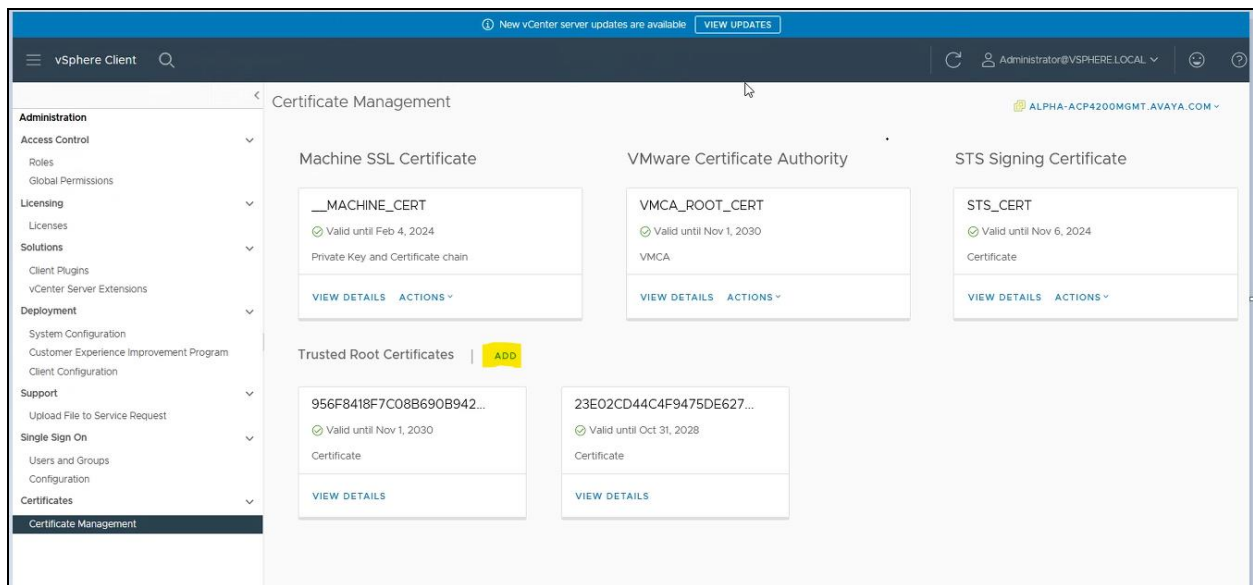 New vCenter server updates are available VIEW UPDATES
vSphere Client
Administrator@VSPHERE.LOCAL
Administration
Access Control
Roles
Global Permissions
Licensing
Licenses
Solutions
Client Plugins
vCenter Server Extensions
Deployment
System Configuration
Customer Experience Improvement Program
Client Configuration
Support
Upload File to Service Request
Single Sign On
Users and Groups
Configuration
Certificates
Certificate Management
Certificate Management
ALPHA-ACP4200MGMT.AVAYA.COM
Machine SSL Certificate
__MACHINE_CERT
Valid until Feb 4, 2024
Private Key and Certificate chain
VIEW DETAILS ACTIONS
VMware Certificate Authority
VMCA_ROOT_CERT
Valid until Nov 1, 2030
VMCA
VIEW DETAILS ACTIONS
STS Signing Certificate
STS_CERT
Valid until Nov 6, 2024
Certificate
VIEW DETAILS ACTIONS
Trusted Root Certificates | ADD
956F8418F7C08B690B942...
Valid until Nov 1, 2030
Certificate
VIEW DETAILS
23E02CD44C4F9475DE627...
Valid until Oct 31, 2028
Certificate
VIEW DETAILS